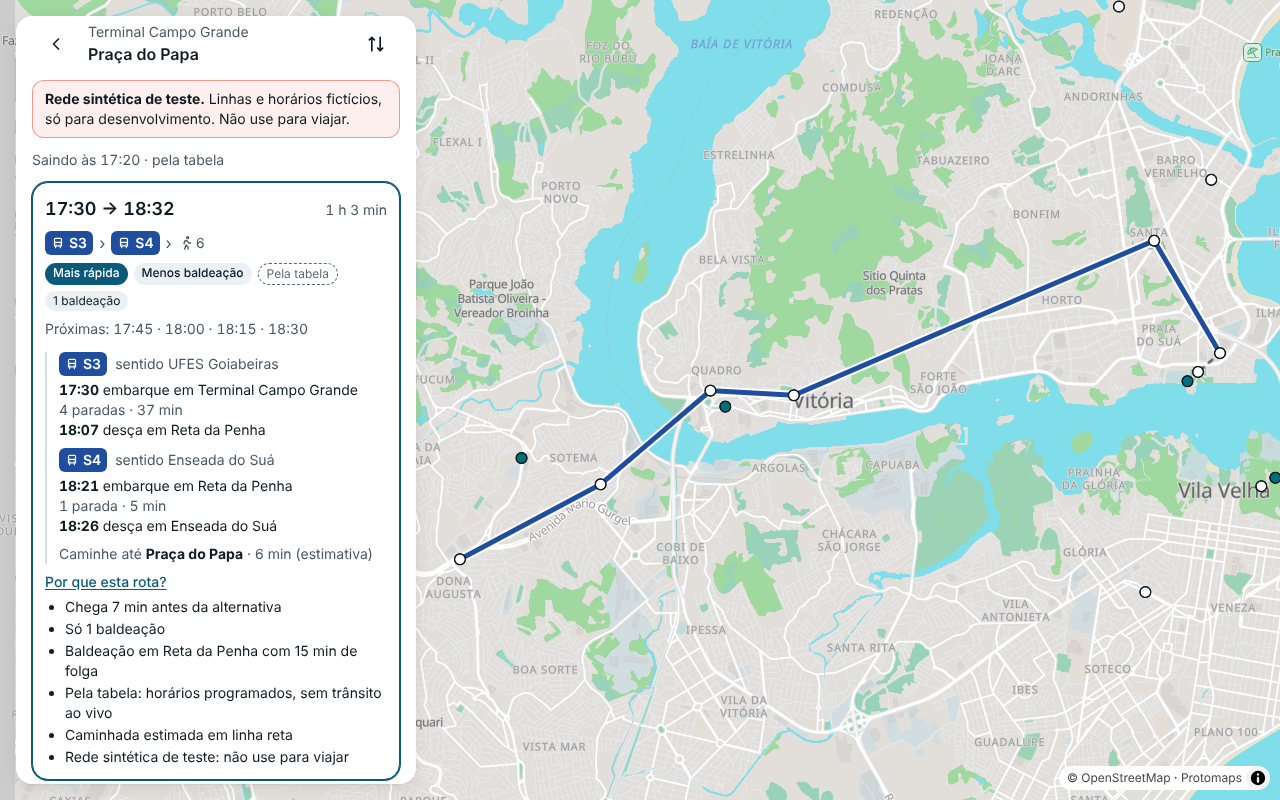 Terminal Campo Grande
Praça do Papa
Rede sintética de teste. Linhas e horários fictícios,
só para desenvolvimento. Não use para viajar.
Saindo às 17:20 · pela tabela
17:30 → 18:32
1 h 3 min
S3 › S4 › 6
Mais rápida
Menos baldeação
Pela tabela
1 baldeação
Próximas: 17:45 · 18:00 · 18:15 · 18:30
S3 sentido UFES Goiabeiras
17:30 embarque em Terminal Campo Grande
4 paradas · 37 min
18:07 desça em Reta da Penha
S4 sentido Enseada do Suá
18:21 embarque em Reta da Penha
1 parada · 5 min
18:26 desça em Enseada do Suá
Caminhe até Praça do Papa · 6 min (estimativa)
Por que esta rota?
• Chega 7 min antes da alternativa
• Só 1 baldeação
• Baldeação em Reta da Penha com 15 min de
folga
• Pela tabela: horários programados, sem trânsito
ao vivo
• Caminhada estimada em linha reta
• Rede sintética de teste: não use para viajar
PORTO BELO
REDENÇÃO
BAÍA DE VITÓRIA
FOZ DO
RIO BUBU
JOANA
D'ARC
COMDUSA
ANDORINHAS
FLEXAL I
ESTRELINHA
TABUAZEIRO
BARRO
VERMELHO
PORTO
NOVO
BONFIM
SANTA
BELA VISTA
Sitio Quinta
dos Pratas
Parque João
Batista Oliveira -
Vereador Broinha
HORTO
PRAIA
DO SUÁ
QUADRO
FORTE
SÃO JOÃO
Vitória
SOTEMA
ARGOLAS
CAPUABA
PRAINHA
DA GLÓRIA
Vila Velha
Avenida Mário Gurgel
CHÁCARA
SÃO JORGE
COBI DE
BAIXO
GLÓRIA
DONA
AUGUSTA
VILA
ANTONIETA
VENEZA
IPESSA
SANTA RITA
BOA SORTE
SOTECO
IBES
VILA DA
VITÓRIA
PLANO 100
VISTA MAR
GUADALUPE
© OpenStreetMap · Protomaps